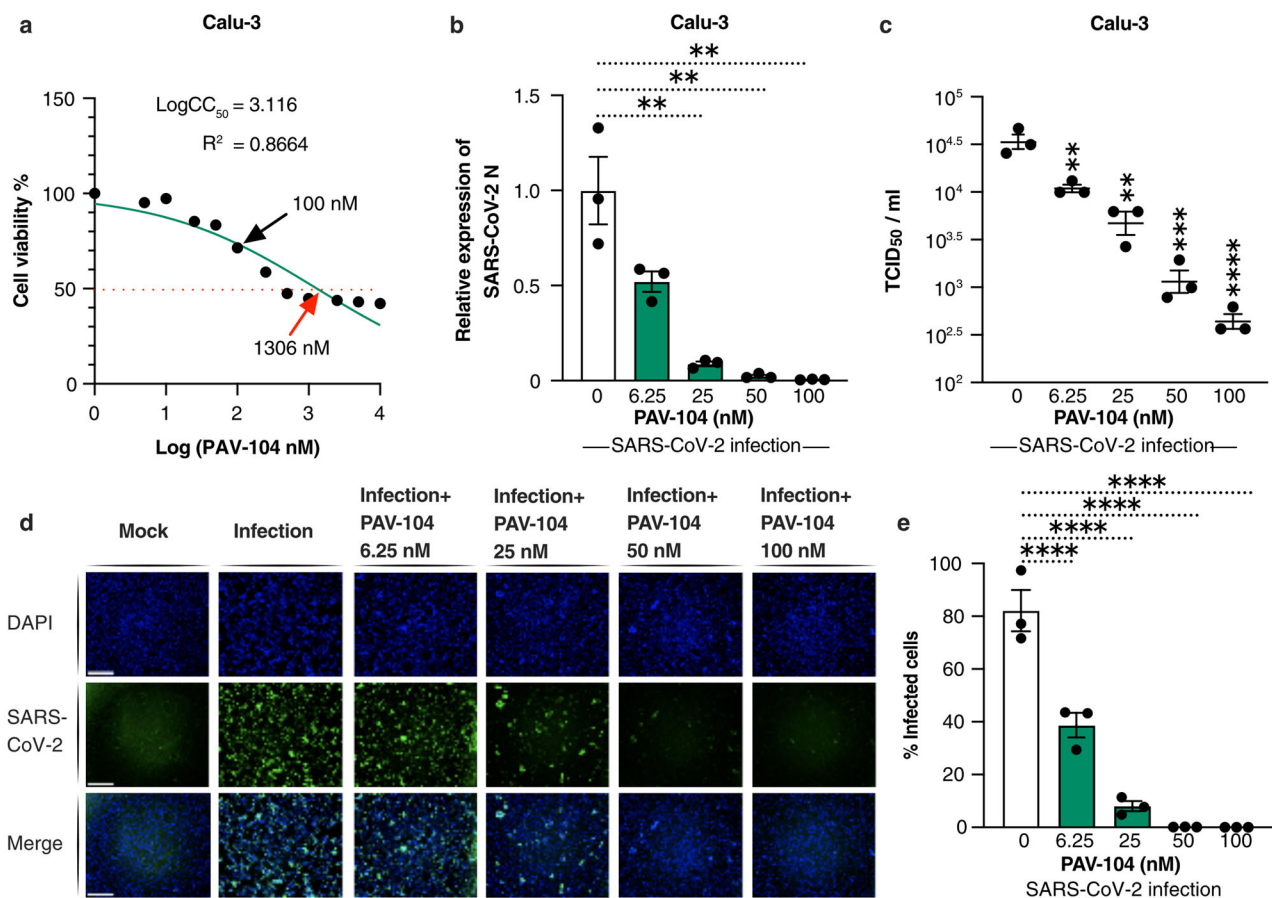 a
Calu-3
150
100
50
0
Cell viability %
LogCC50 = 3.116
R2 = 0.8664
100 nM
1306 nM
0 1 2 3 4
Log (PAV-104 nM)
b
Calu-3
**
**
**
1.5
1.0
0.5
0
Relative expression of
SARS-CoV-2 N
0 6.25 25 50 100
PAV-104 (nM)
SARS-CoV-2 infection
c
Calu-3
10^5
10^4.5
10^4
10^3.5
10^3
10^2.5
10^2
TCID50 / ml
**
**
***
****
0 6.25 25 50 100
PAV-104 (nM)
SARS-CoV-2 infection
d
Mock
Infection
Infection+
PAV-104
6.25 nM
Infection+
PAV-104
25 nM
Infection+
PAV-104
50 nM
Infection+
PAV-104
100 nM
DAPI
SARS-
CoV-2
Merge
e
****
****
****
****
100
80
60
40
20
0
% Infected cells
0 6.25 25 50 100
PAV-104 (nM)
SARS-CoV-2 infection